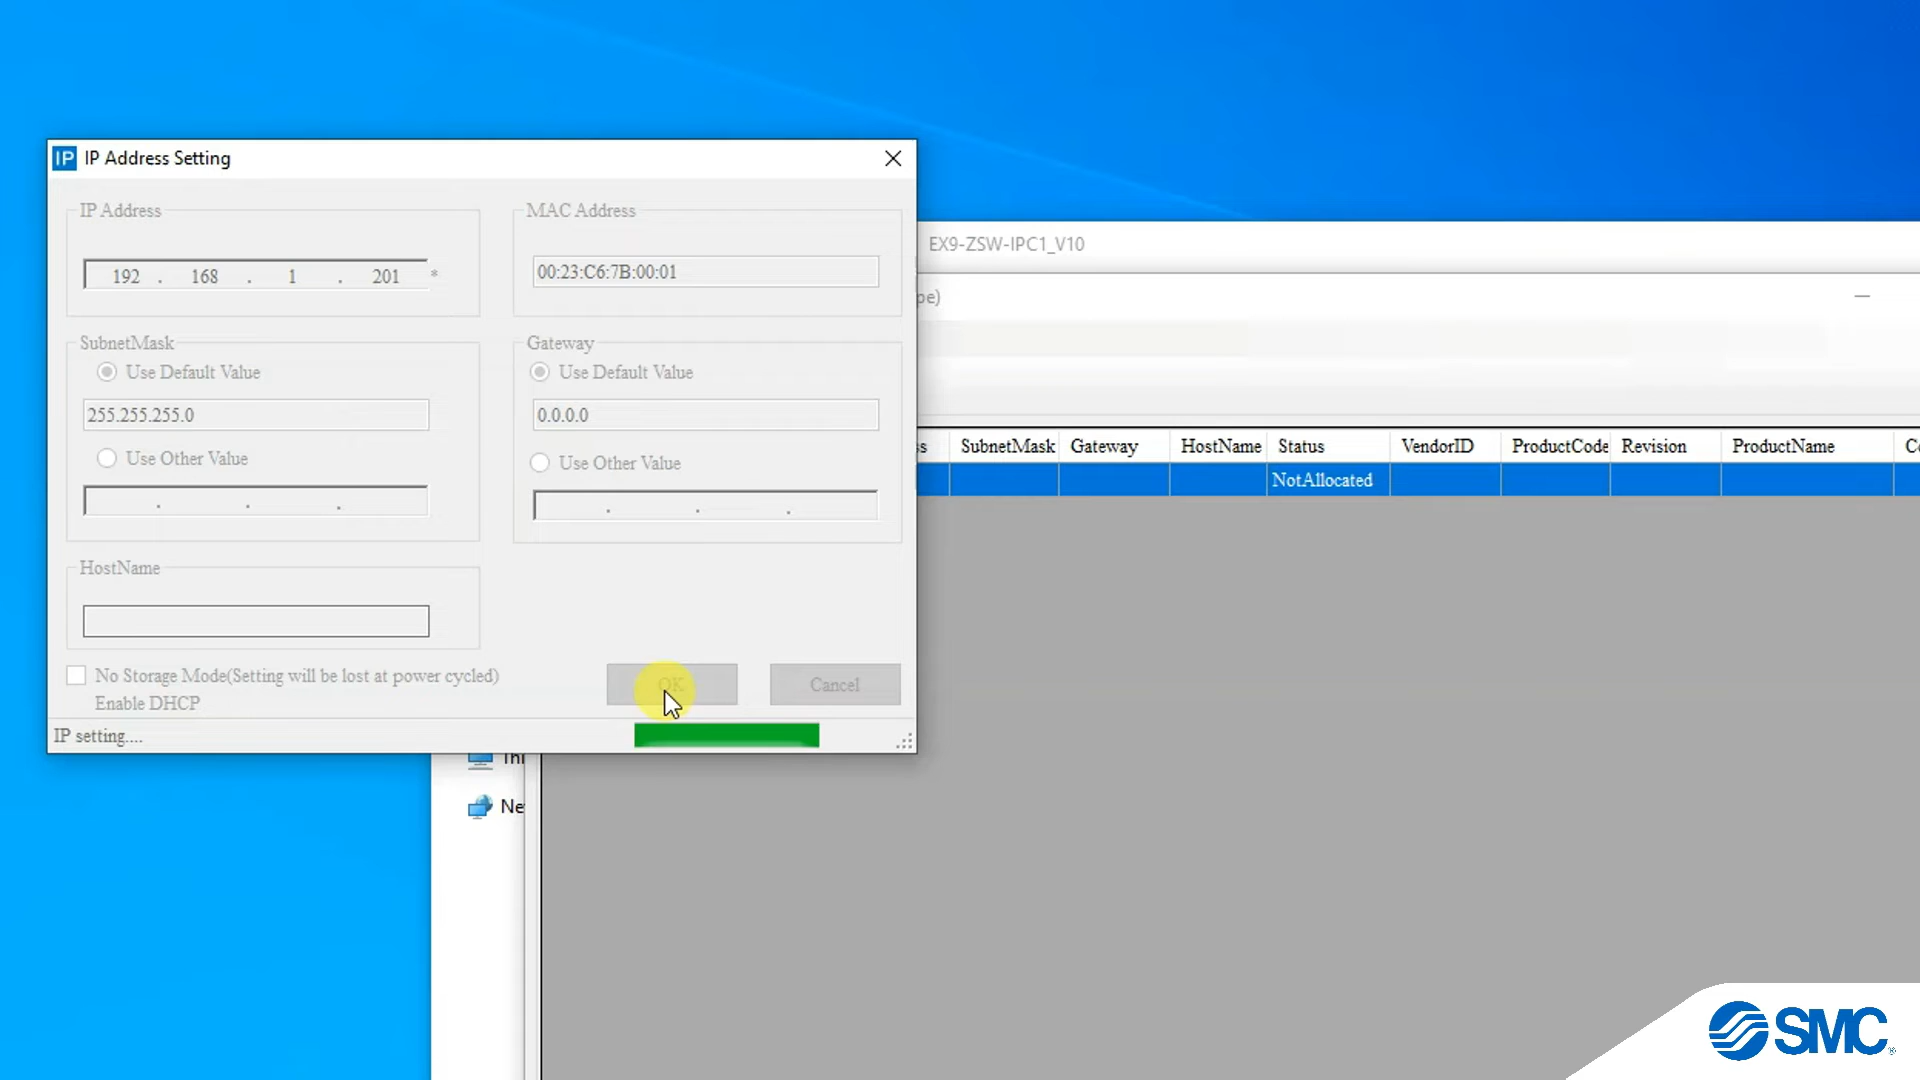 IP IP Address Setting
IP Address
192 . 168 . 1 . 201 *
MAC Address
00:23:C6:7B:00:01
SubnetMask
Use Default Value
255.255.255.0
Use Other Value
. . .
Gateway
Use Default Value
0.0.0.0
Use Other Value
. . .
HostName
No Storage Mode(Setting will be lost at power cycled)
Enable DHCP
OK
Cancel
IP setting....
EX9-ZSW-IPC1_V10
SubnetMask Gateway HostName Status VendorID ProductCode Revision ProductName
NotAllocated
SMC